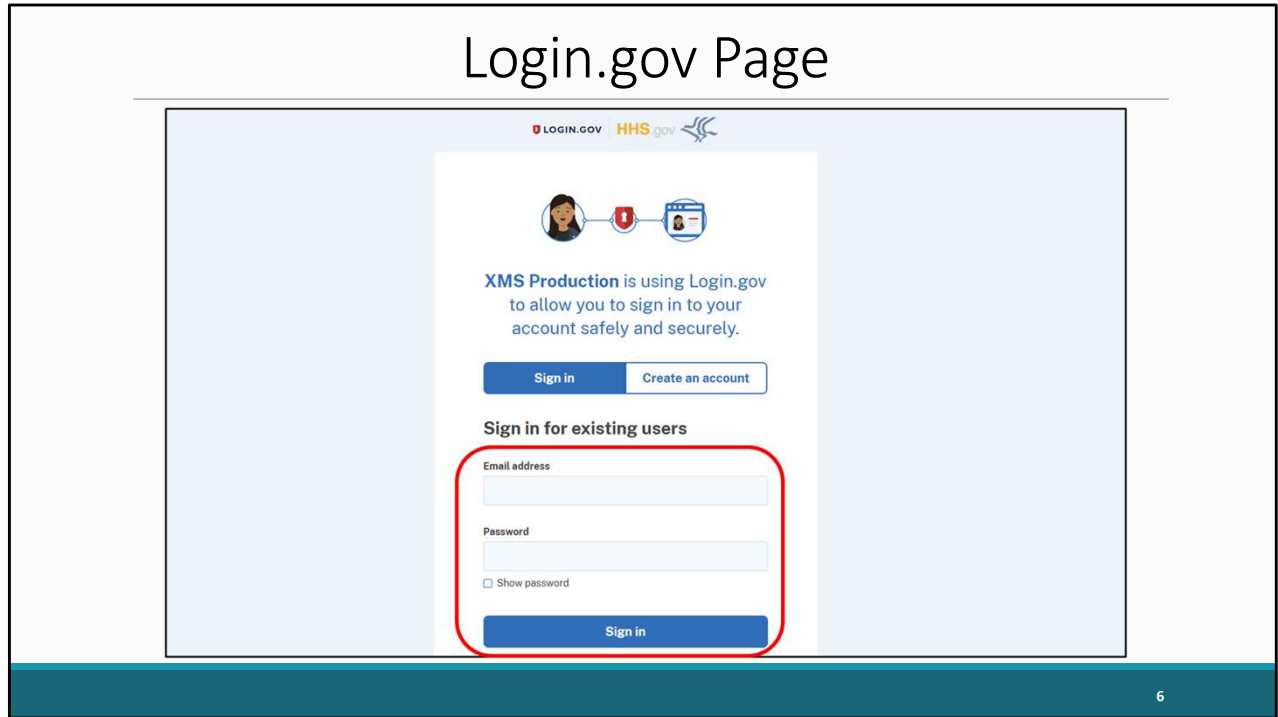 Login.gov Page
LOGIN.GOV HHS.gov
XMS Production is using Login.gov
to allow you to sign in to your
account safely and securely.
Sign in Create an account
Sign in for existing users
Email address
Password
Show password
Sign in
6